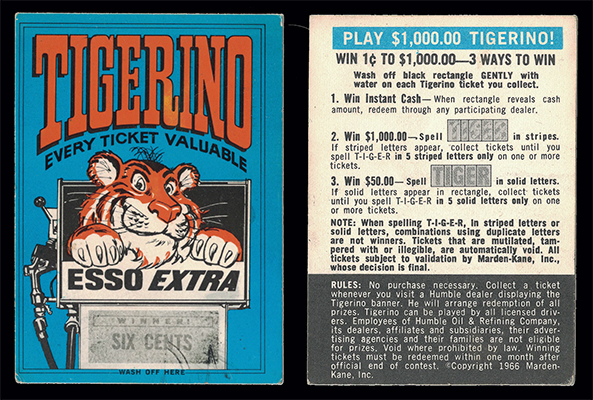 TIGERINO
EVERY TICKET VALUABLE
ESSO EXTRA
WINNER
SIX CENTS
WASH OFF HERE
PLAY $1,000.00 TIGERINO!
WIN 1¢ TO $1,000.00—3 WAYS TO WIN
Wash off black rectangle GENTLY with
water on each Tigerino ticket you collect.
1. Win Instant Cash—When rectangle reveals cash
amount, redeem through any participating dealer.
2. Win $1,000.00—Spell TIGER in stripes.
If striped letters appear, collect tickets until you
spell T-I-G-E-R in 5 striped letters only on one or more
tickets.
3. Win $50.00—Spell TIGER in solid letters.
If solid letters appear in rectangle, collect tickets
until you spell T-I-G-E-R in 5 solid letters only on one
or more tickets.
NOTE: When spelling T-I-G-E-R, in striped letters or
solid letters, combinations using duplicate letters
are not winners. Tickets that are mutilated, tam-
pered with or illegible, are automatically void. All
tickets subject to validation by Marden-Kane, Inc.,
whose decision is final.
RULES: No purchase necessary. Collect a ticket
whenever you visit a Humble dealer displaying the
Tigerino banner. He will arrange redemption of all
prizes. Tigerino can be played by all licensed driv-
ers. Employees of Humble Oil & Refining Company,
its dealers, affiliates and subsidiaries, their adver-
tising agencies and their families are not eligible
for prizes. Void where prohibited by law. Winning
tickets must be redeemed within one month after
official end of contest. ©Copyright 1966 Marden-
Kane, Inc.